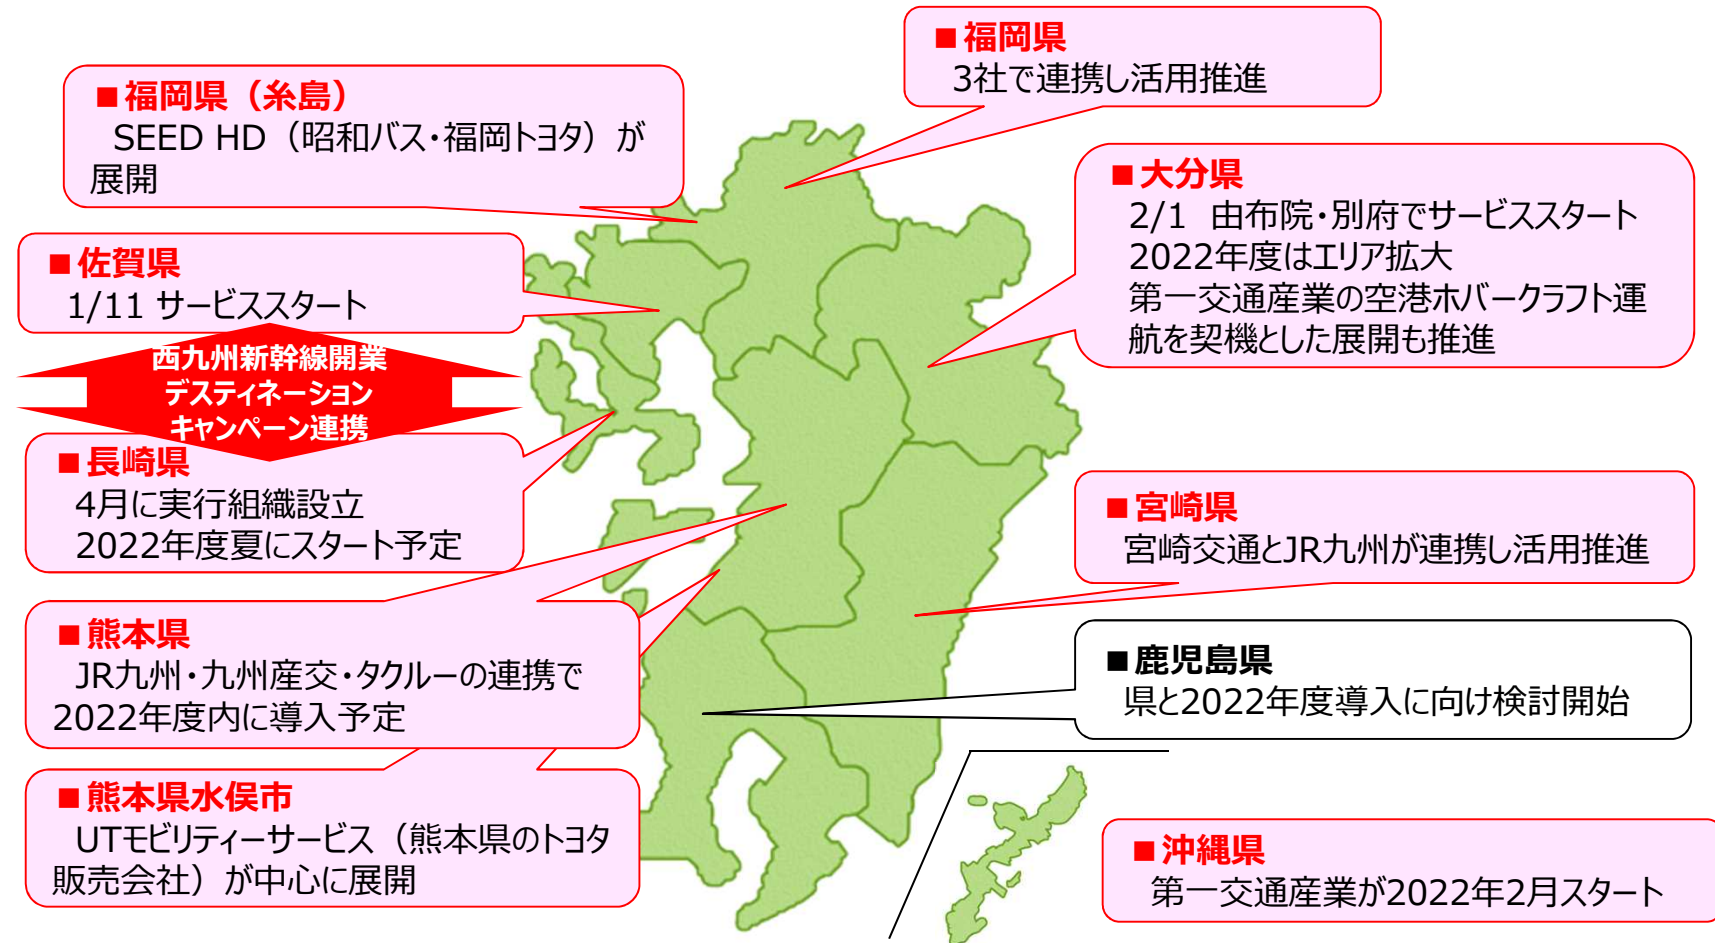 ■福岡県
3社で連携し活用推進
■福岡県（糸島）
SEED HD（昭和バス・福岡トヨタ）が
展開
■大分県
2/1 由布院・別府でサービススタート
2022年度はエリア拡大
第一交通産業の空港ホバークラフト運
航を契機とした展開も推進
■佐賀県
1/11 サービススタート
西九州新幹線開業
デスティネーション
キャンペーン連携
■長崎県
4月に実行組織設立
2022年度夏にスタート予定
■宮崎県
宮崎交通とJR九州が連携し活用推進
■熊本県
JR九州・九州産交・タクルーの連携で
2022年度内に導入予定
■鹿児島県
県と2022年度導入に向け検討開始
■熊本県水俣市
UTモビリティーサービス（熊本県のトヨタ
販売会社）が中心に展開
■沖縄県
第一交通産業が2022年2月スタート